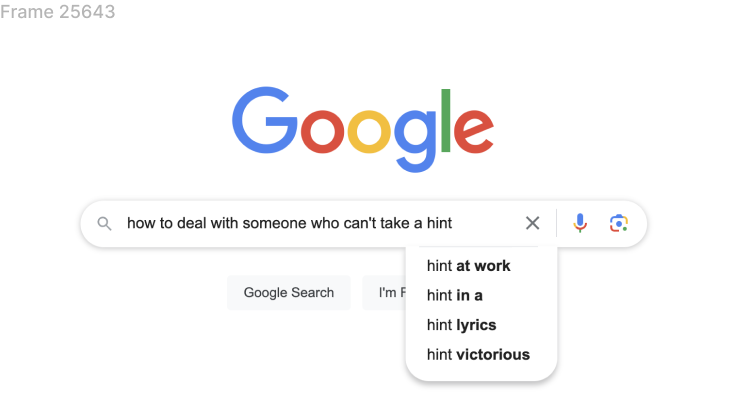 Frame 25643
Google
how to deal with someone who can't take a hint
hint at work
hint in a
hint lyrics
hint victorious
Google Search
I'm